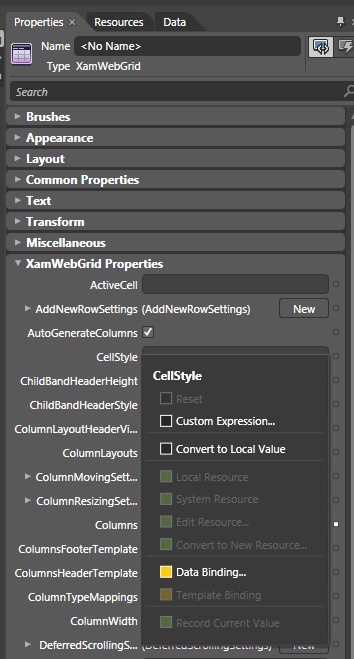 Properties × Resources Data
Name <No Name>
Type XamWebGrid
Search
Brushes
Appearance
Layout
Common Properties
Text
Transform
Miscellaneous
XamWebGrid Properties
ActiveCell
AddNewRowSettings (AddNewRowSettings) New
AutoGenerateColumns
CellStyle
CellStyle
ChildBandHeaderHeight
Reset
ChildBandHeaderStyle
Custom Expression...
ColumnLayoutHeaderVi...
Convert to Local Value
ColumnLayouts
ColumnMovingSett...
Local Resource
ColumnResizingSet...
System Resource
Columns
Edit Resource...
ColumnsFooterTemplate
Convert to New Resource...
ColumnsHeaderTemplate
Data Binding...
ColumnTypeMappings
Template Binding
ColumnWidth
Record Current Value
DeferredScrollingS... (DeferredScrollingSettings) New